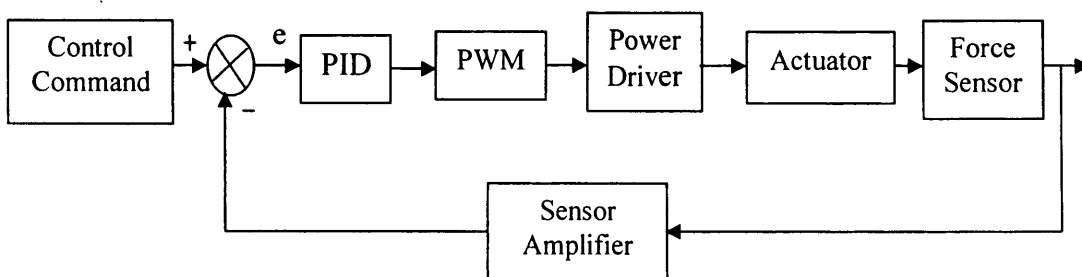 Control
Command
+
e
−
PID
PWM
Power
Driver
Actuator
Force
Sensor
Sensor
Amplifier